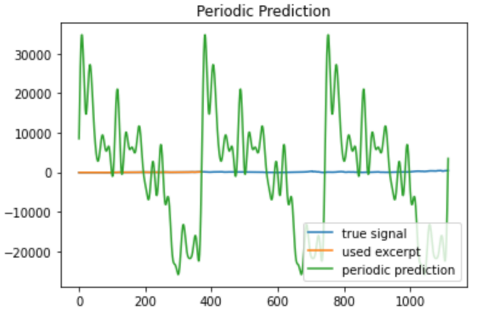 Periodic Prediction
30000
20000
10000
0
−10000
−20000
true signal
used excerpt
periodic prediction
0 200 400 600 800 1000